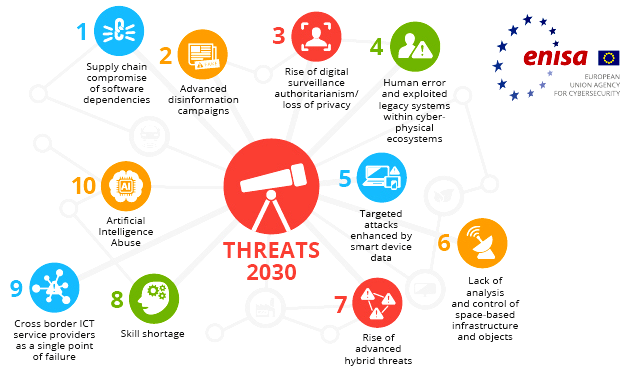 1
Supply chain
compromise
of software
dependencies
2
Advanced
disinformation
campaigns
3
Rise of digital
surveillance
authoritarianism/
loss of privacy
4
Human error
and exploited
legacy systems
within cyber-
physical
ecosystems
enisa
EUROPEAN
UNION AGENCY
FOR CYBERSECURITY
THREATS
2030
5
Targeted
attacks
enhanced by
smart device
data
6
Lack of
analysis
and control of
space-based
infrastructure
and objects
7
Rise of
advanced
hybrid threats
8
Skill shortage
9
Cross border ICT
service providers
as a single point
of failure
10
AI
Artificial
Intelligence
Abuse